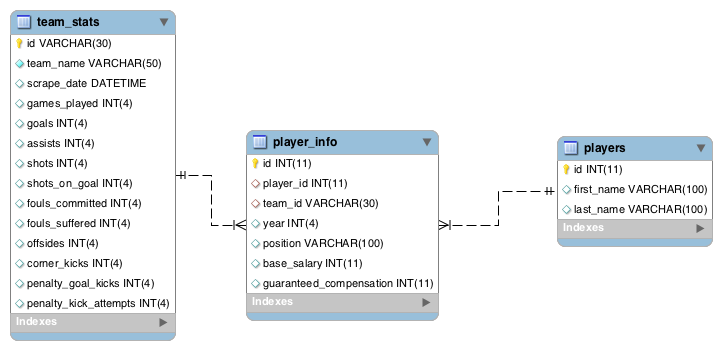 team_stats
id VARCHAR(30)
team_name VARCHAR(50)
scrape_date DATETIME
games_played INT(4)
goals INT(4)
assists INT(4)
shots INT(4)
shots_on_goal INT(4)
fouls_committed INT(4)
fouls_suffered INT(4)
offsides INT(4)
corner_kicks INT(4)
penalty_goal_kicks INT(4)
penalty_kick_attempts INT(4)
Indexes
player_info
id INT(11)
player_id INT(11)
team_id VARCHAR(30)
year INT(4)
position VARCHAR(100)
base_salary INT(11)
guaranteed_compensation INT(11)
Indexes
players
id INT(11)
first_name VARCHAR(100)
last_name VARCHAR(100)
Indexes